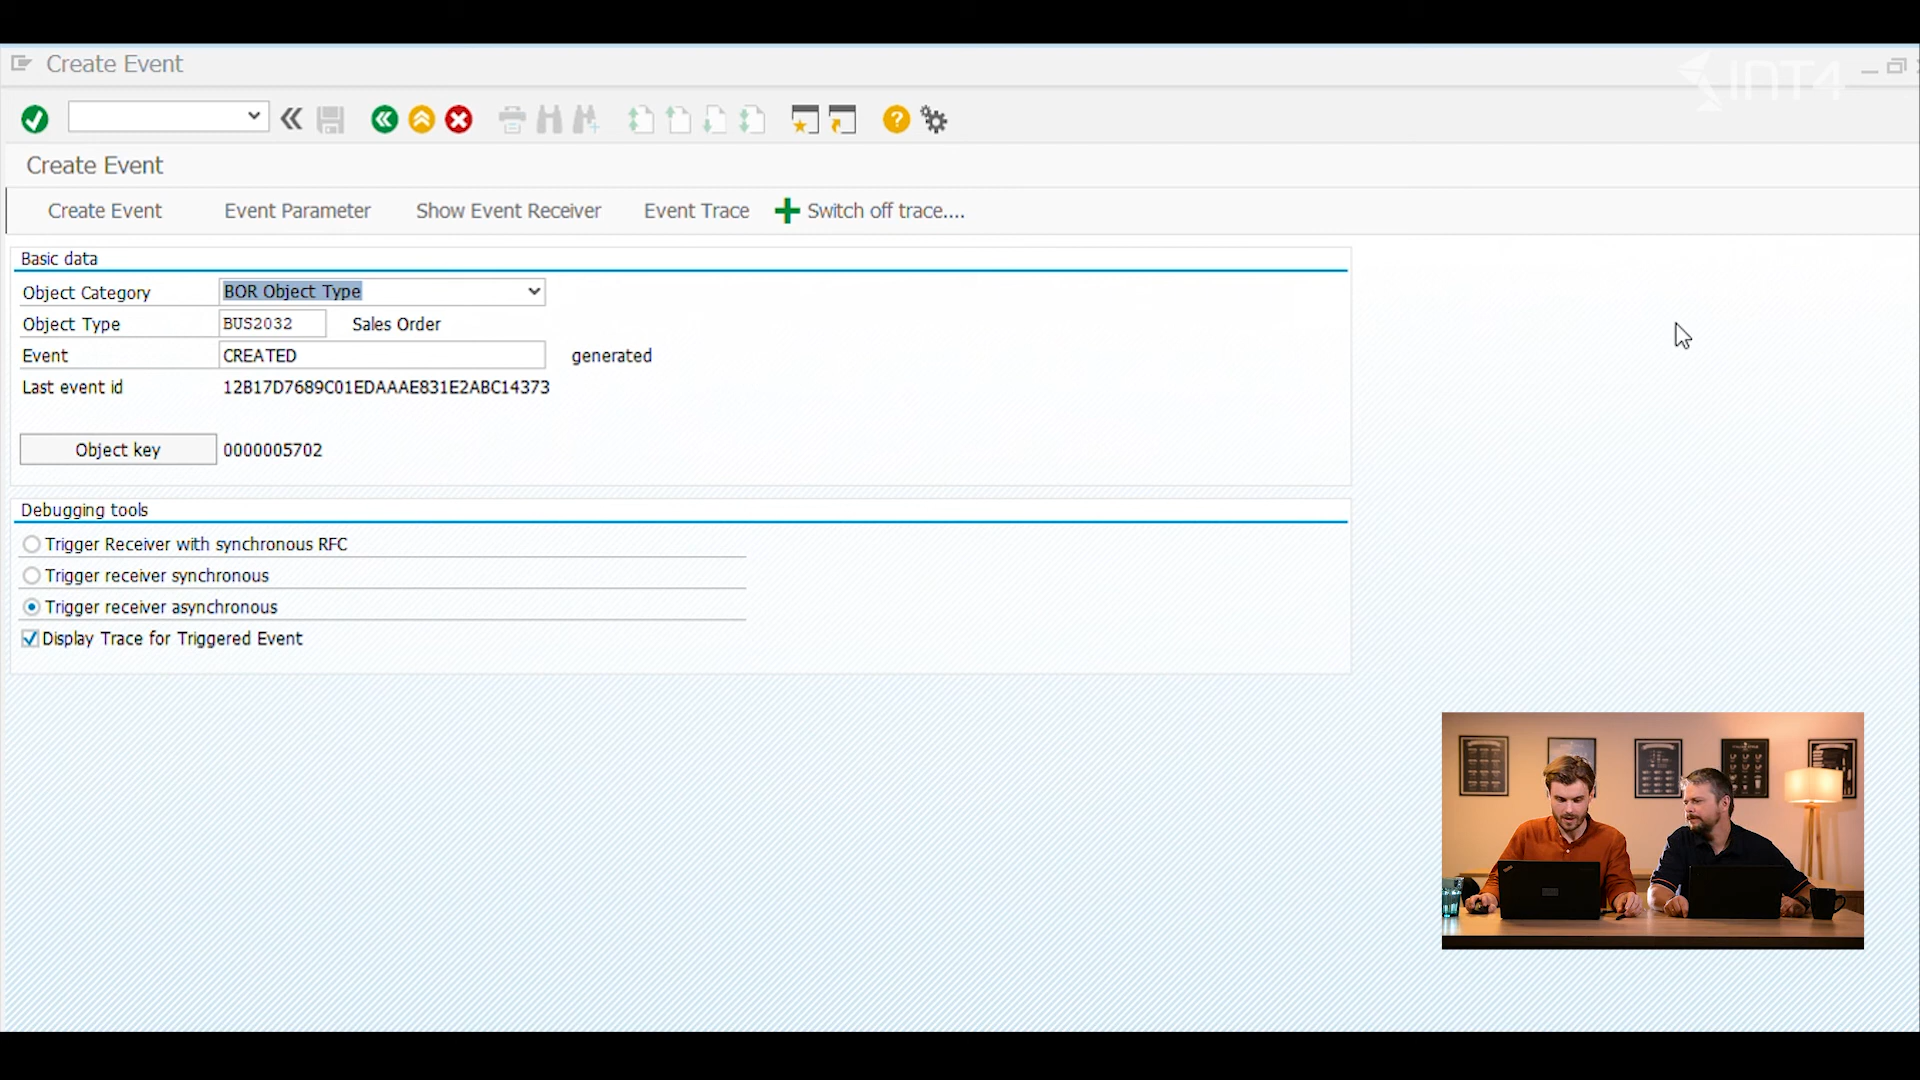 Create Event
INT4
Create Event
Create Event Event Parameter Show Event Receiver Event Trace Switch off trace....
Basic data
Object Category BOR Object Type
Object Type BUS2032 Sales Order
Event CREATED generated
Last event id 12B17D7689C01EDAAAE831E2ABC14373
Object key 0000005702
Debugging tools
Trigger Receiver with synchronous RFC
Trigger receiver synchronous
Trigger receiver asynchronous
Display Trace for Triggered Event